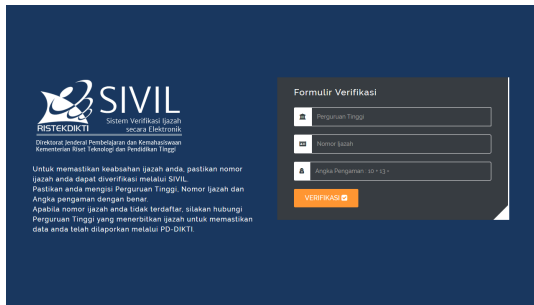 SIVIL
Sistem Verifikasi Ijazah
secara Elektronik
RISTEKDIKTI
Direktorat Jenderal Pembelajaran dan Kemahasiswaan
Kementerian Riset Teknologi dan Pendidikan Tinggi
Untuk memastikan keabsahan ijazah anda, pastikan nomor
ijazah anda dapat diverifikasi melalui SIVIL.
Pastikan anda mengisi Perguruan Tinggi, Nomor Ijazah dan
Angka pengaman dengan benar.
Apabila nomor ijazah anda tidak terdaftar, silakan hubungi
Perguruan Tinggi yang menerbitkan ijazah untuk memastikan
data anda telah dilaporkan melalui PD-DIKTI.
Formulir Verifikasi
Perguruan Tinggi
Nomor Ijazah
Angka Pengaman : 10 + 13 =
VERIFIKASI